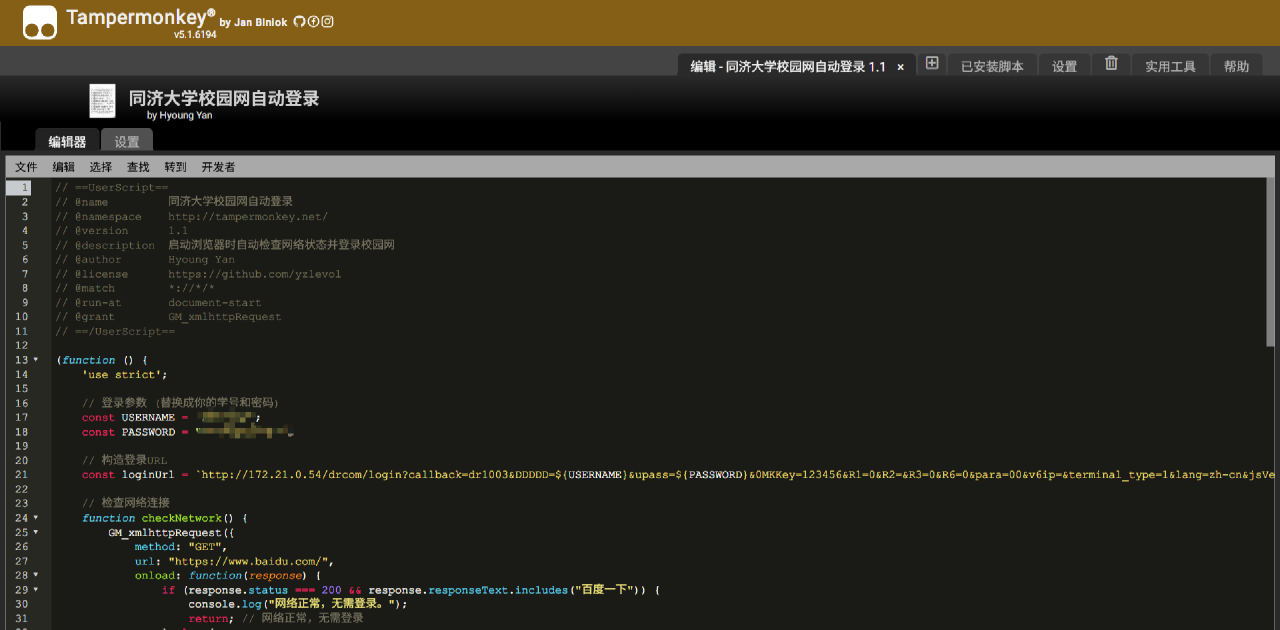 Tampermonkey® by Jan Biniok
v5.1.6194
编辑 - 同济大学校园网自动登录 1.1 × 已安装脚本 设置 实用工具 帮助
同济大学校园网自动登录
by Hyoung Yan
编辑器 设置
文件 编辑 选择 查找 转到 开发者
1 // ==UserScript==
2 // @name 同济大学校园网自动登录
3 // @namespace http://tampermonkey.net/
4 // @version 1.1
5 // @description 启动浏览器时自动检查网络状态并登录校园网
6 // @author Hyoung Yan
7 // @license https://github.com/yzlevol
8 // @match *://*/*
9 // @run-at document-start
10 // @grant GM_xmlhttpRequest
11 // ==/UserScript==
12
13 (function () {
14 'use strict';
15
16 // 登录参数 (替换成你的学号和密码)
17 const USERNAME = ;
18 const PASSWORD =
19
20 // 构造登录URL
21 const loginUrl = `http://172.21.0.54/drcom/login?callback=dr1003&DDDDD=${USERNAME}&upass=${PASSWORD}&0MKKey=123456&R1=0&R2=&R3=0&R6=0&para=00&v6ip=&terminal_type=1&lang=zh-cn&jsVe
22
23 // 检查网络连接
24 function checkNetwork() {
25 GM_xmlhttpRequest({
26 method: "GET",
27 url: "https://www.baidu.com/",
28 onload: function(response) {
29 if (response.status === 200 && response.responseText.includes("百度一下")) {
30 console.log("网络正常，无需登录。");
31 return; // 网络正常，无需登录